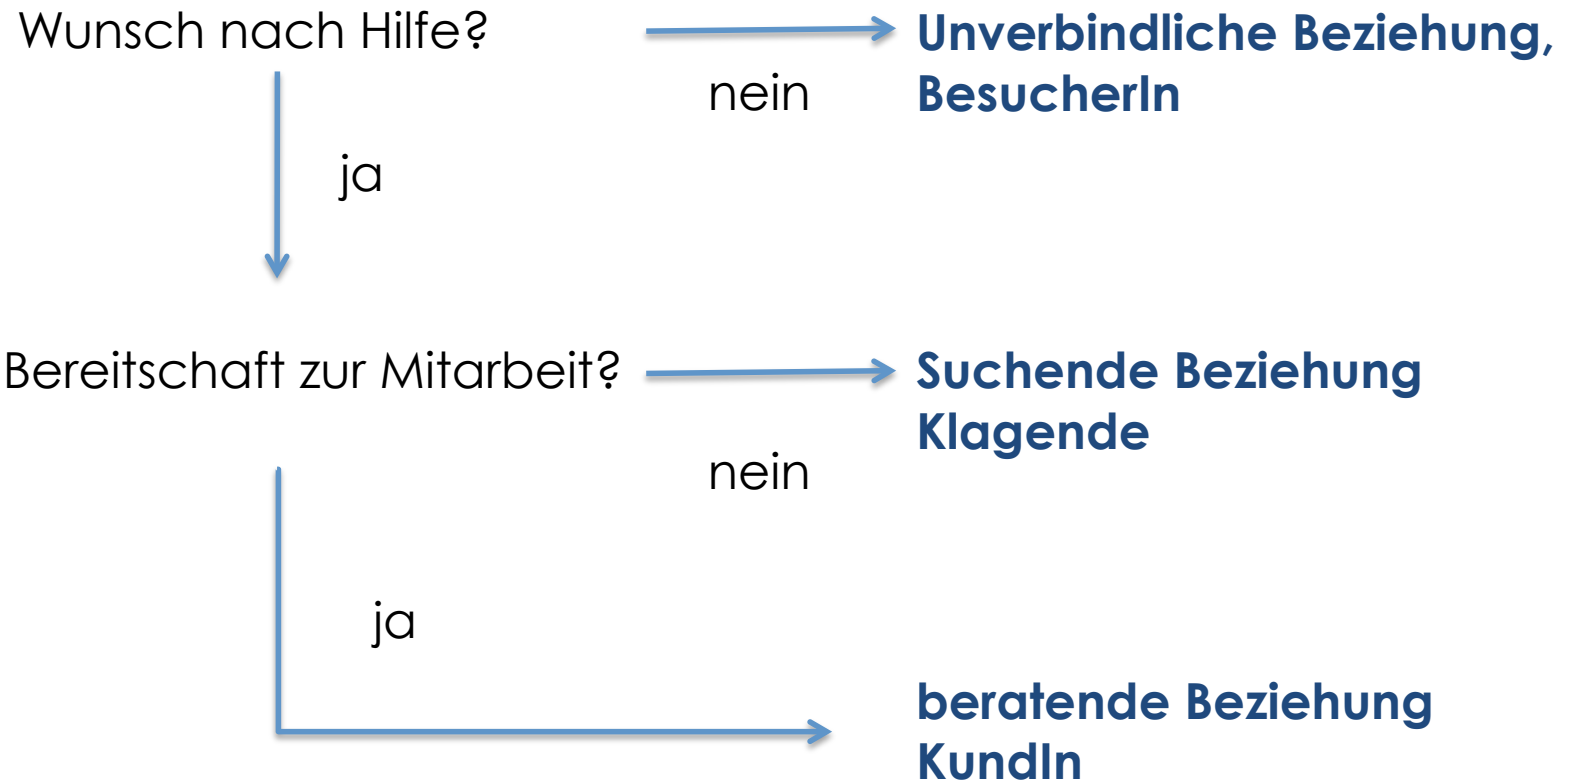 Wunsch nach Hilfe?
Unverbindliche Beziehung,
BesucherIn
nein
ja
Bereitschaft zur Mitarbeit?
Suchende Beziehung
Klagende
nein
ja
beratende Beziehung
KundIn